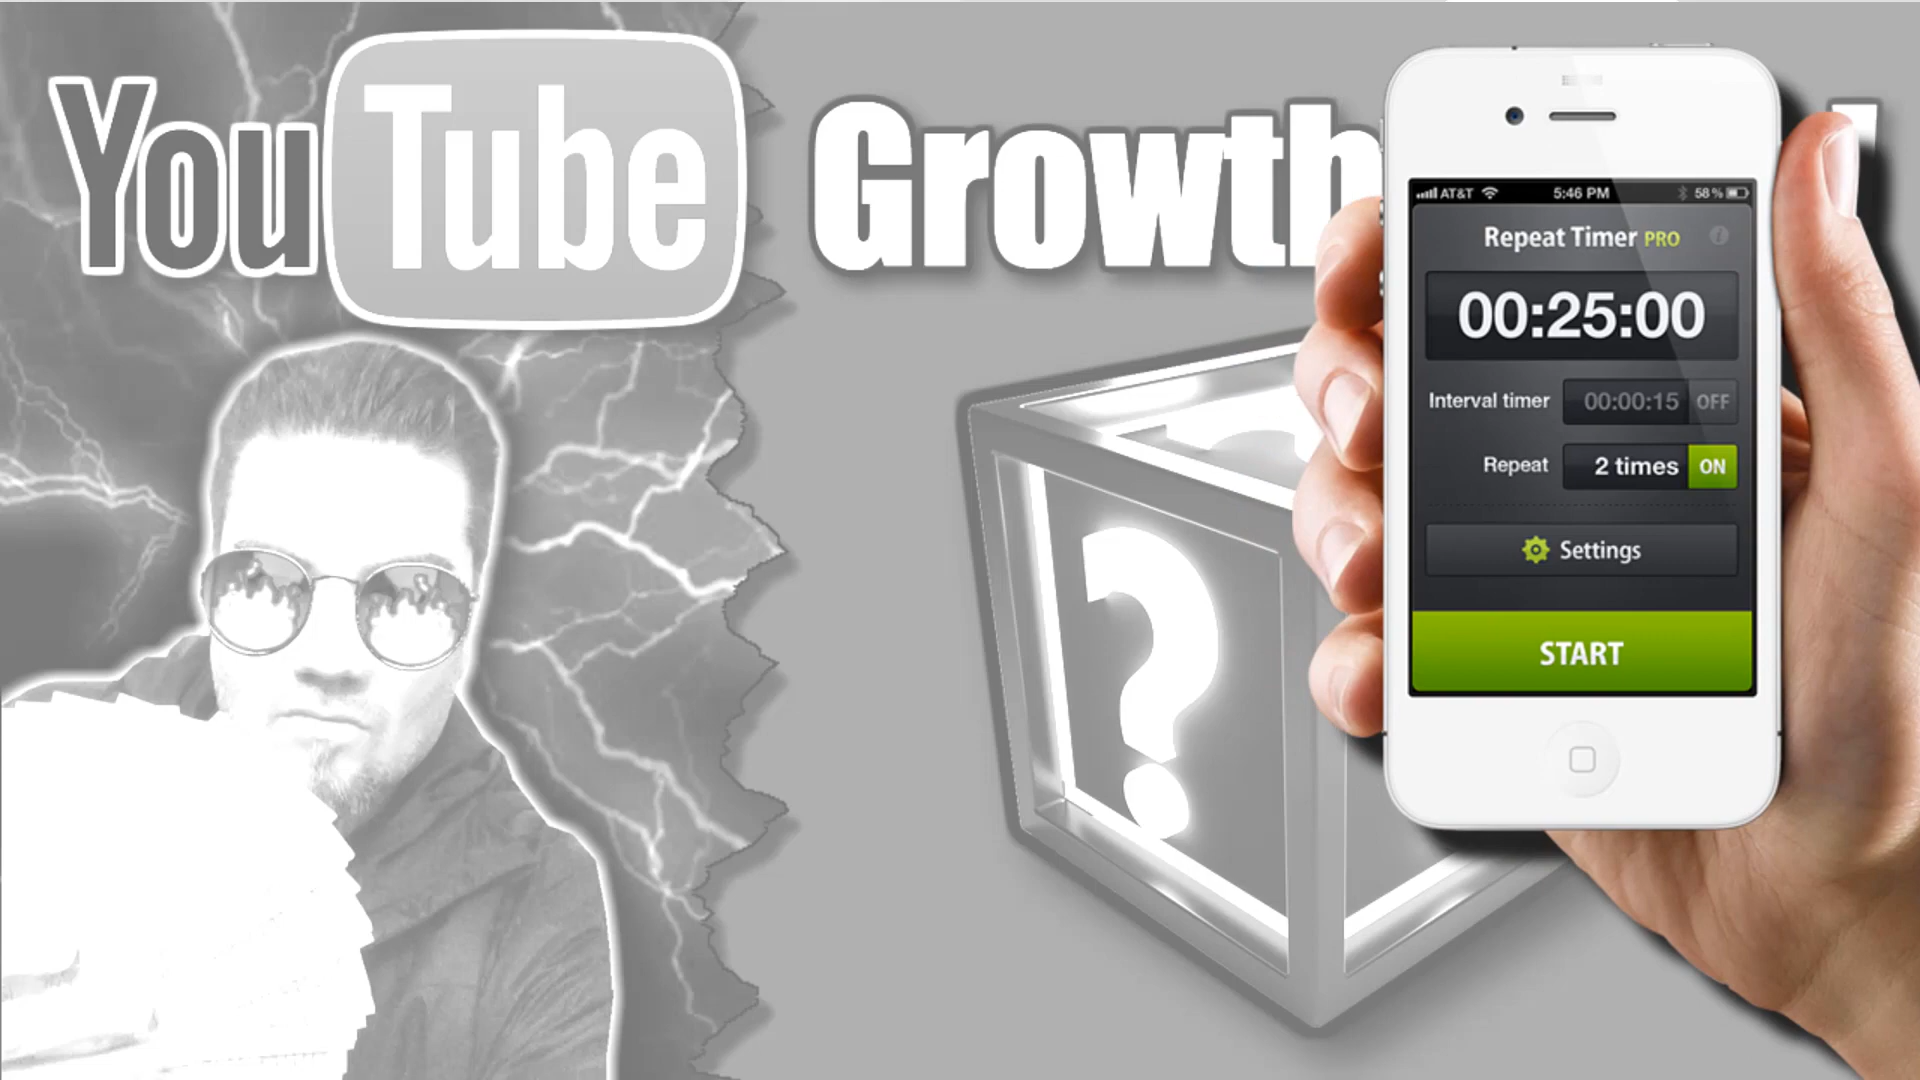 YouTube Growth
AT&T 5:46 PM 58%
Repeat Timer PRO
00:25:00
Interval timer 00:00:15 OFF
Repeat 2 times ON
Settings
START
?